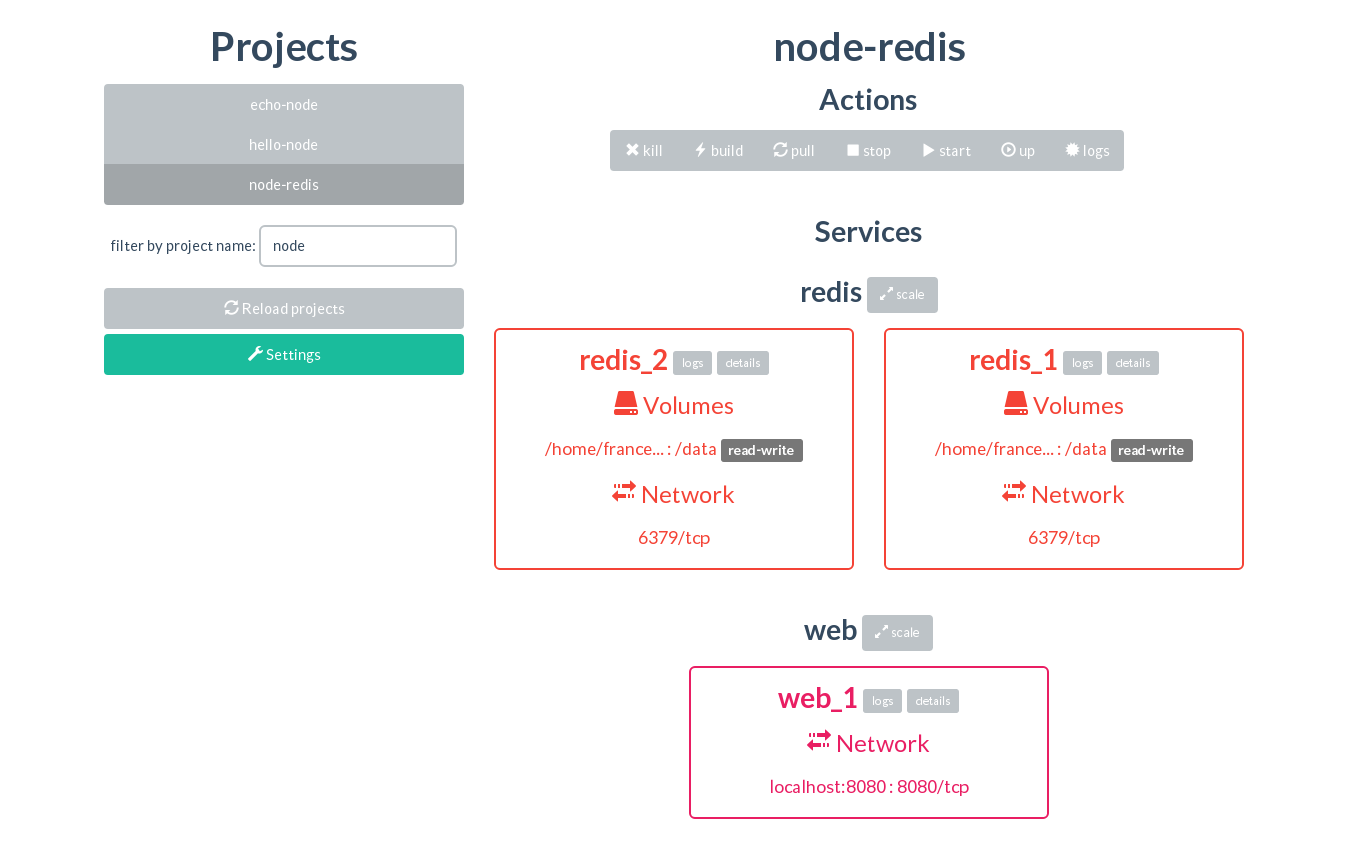 Projects
echo-node
hello-node
node-redis
filter by project name: node
Reload projects
Settings
node-redis
Actions
kill build pull stop start up logs
Services
redis scale
redis_2 logs details
Volumes
/home/france... : /data read-write
Network
6379/tcp
redis_1 logs details
Volumes
/home/france... : /data read-write
Network
6379/tcp
web scale
web_1 logs details
Network
localhost:8080 : 8080/tcp